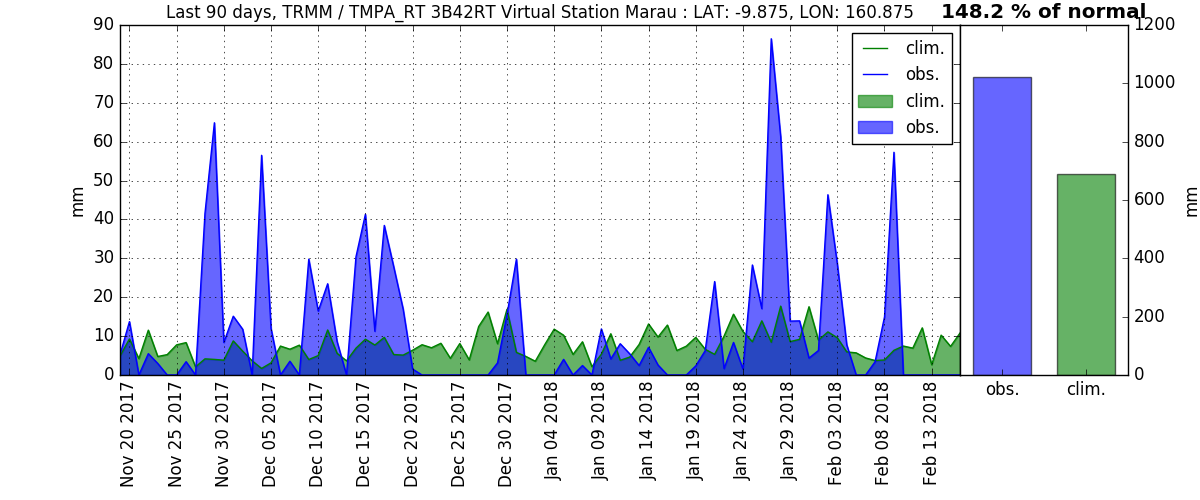 Last 90 days, TRMM / TMPA_RT 3B42RT Virtual Station Marau : LAT: -9.875, LON: 160.875
148.2 % of normal
90
80
70
60
50
40
30
20
10
0
mm
clim.
obs.
clim.
obs.
Nov 20 2017
Nov 25 2017
Nov 30 2017
Dec 05 2017
Dec 10 2017
Dec 15 2017
Dec 20 2017
Dec 25 2017
Dec 30 2017
Jan 04 2018
Jan 09 2018
Jan 14 2018
Jan 19 2018
Jan 24 2018
Jan 29 2018
Feb 03 2018
Feb 08 2018
Feb 13 2018
1200
1000
800
600
400
200
0
mm
obs.
clim.